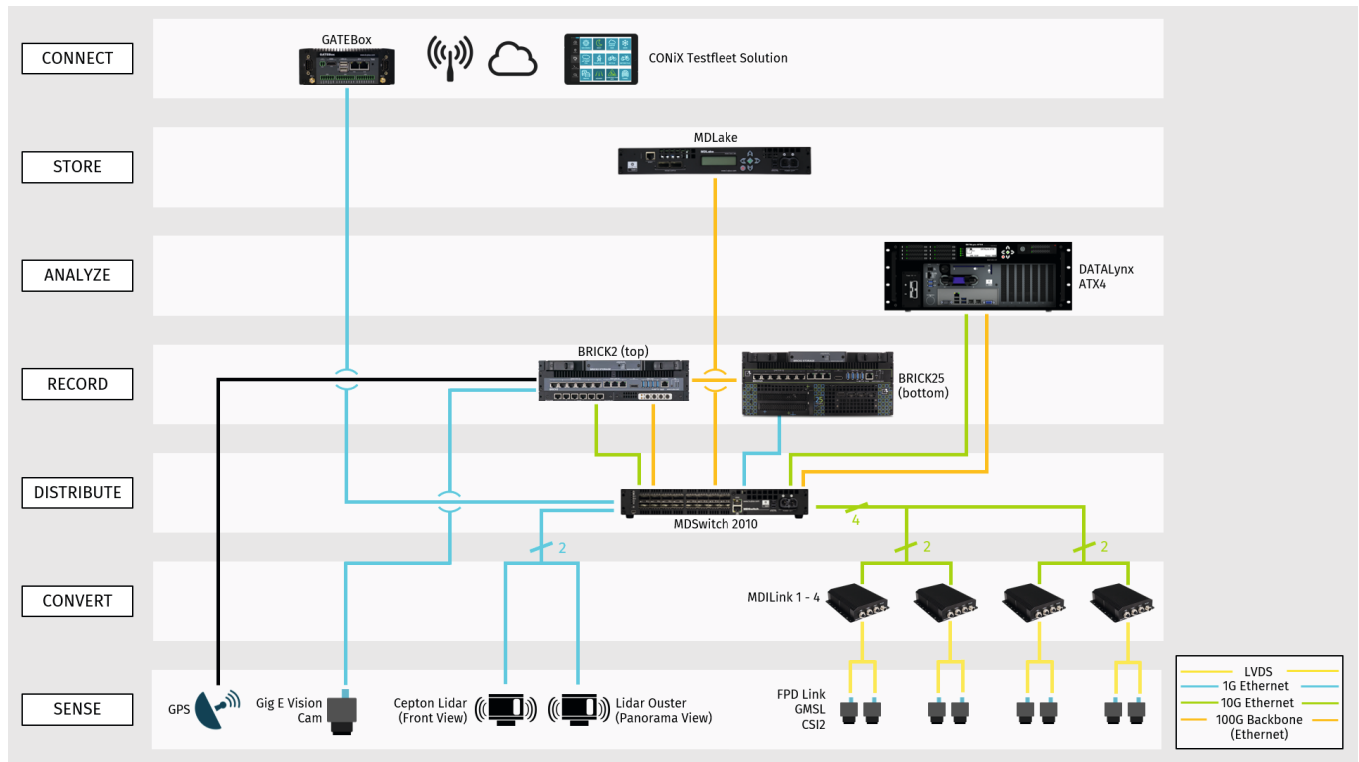 CONNECT
GATEBox
CONiX Testfleet Solution
STORE
MDLake
ANALYZE
DATALynx
ATX4
RECORD
BRICK2 (top)
BRICK25
(bottom)
DISTRIBUTE
MDSwitch 2010
4
2
2
2
CONVERT
MDILink 1 - 4
SENSE
GPS
Gig E Vision
Cam
Cepton Lidar
(Front View)
Lidar Ouster
(Panorama View)
FPD Link
GMSL
CSI2
LVDS
1G Ethernet
10G Ethernet
100G Backbone
(Ethernet)